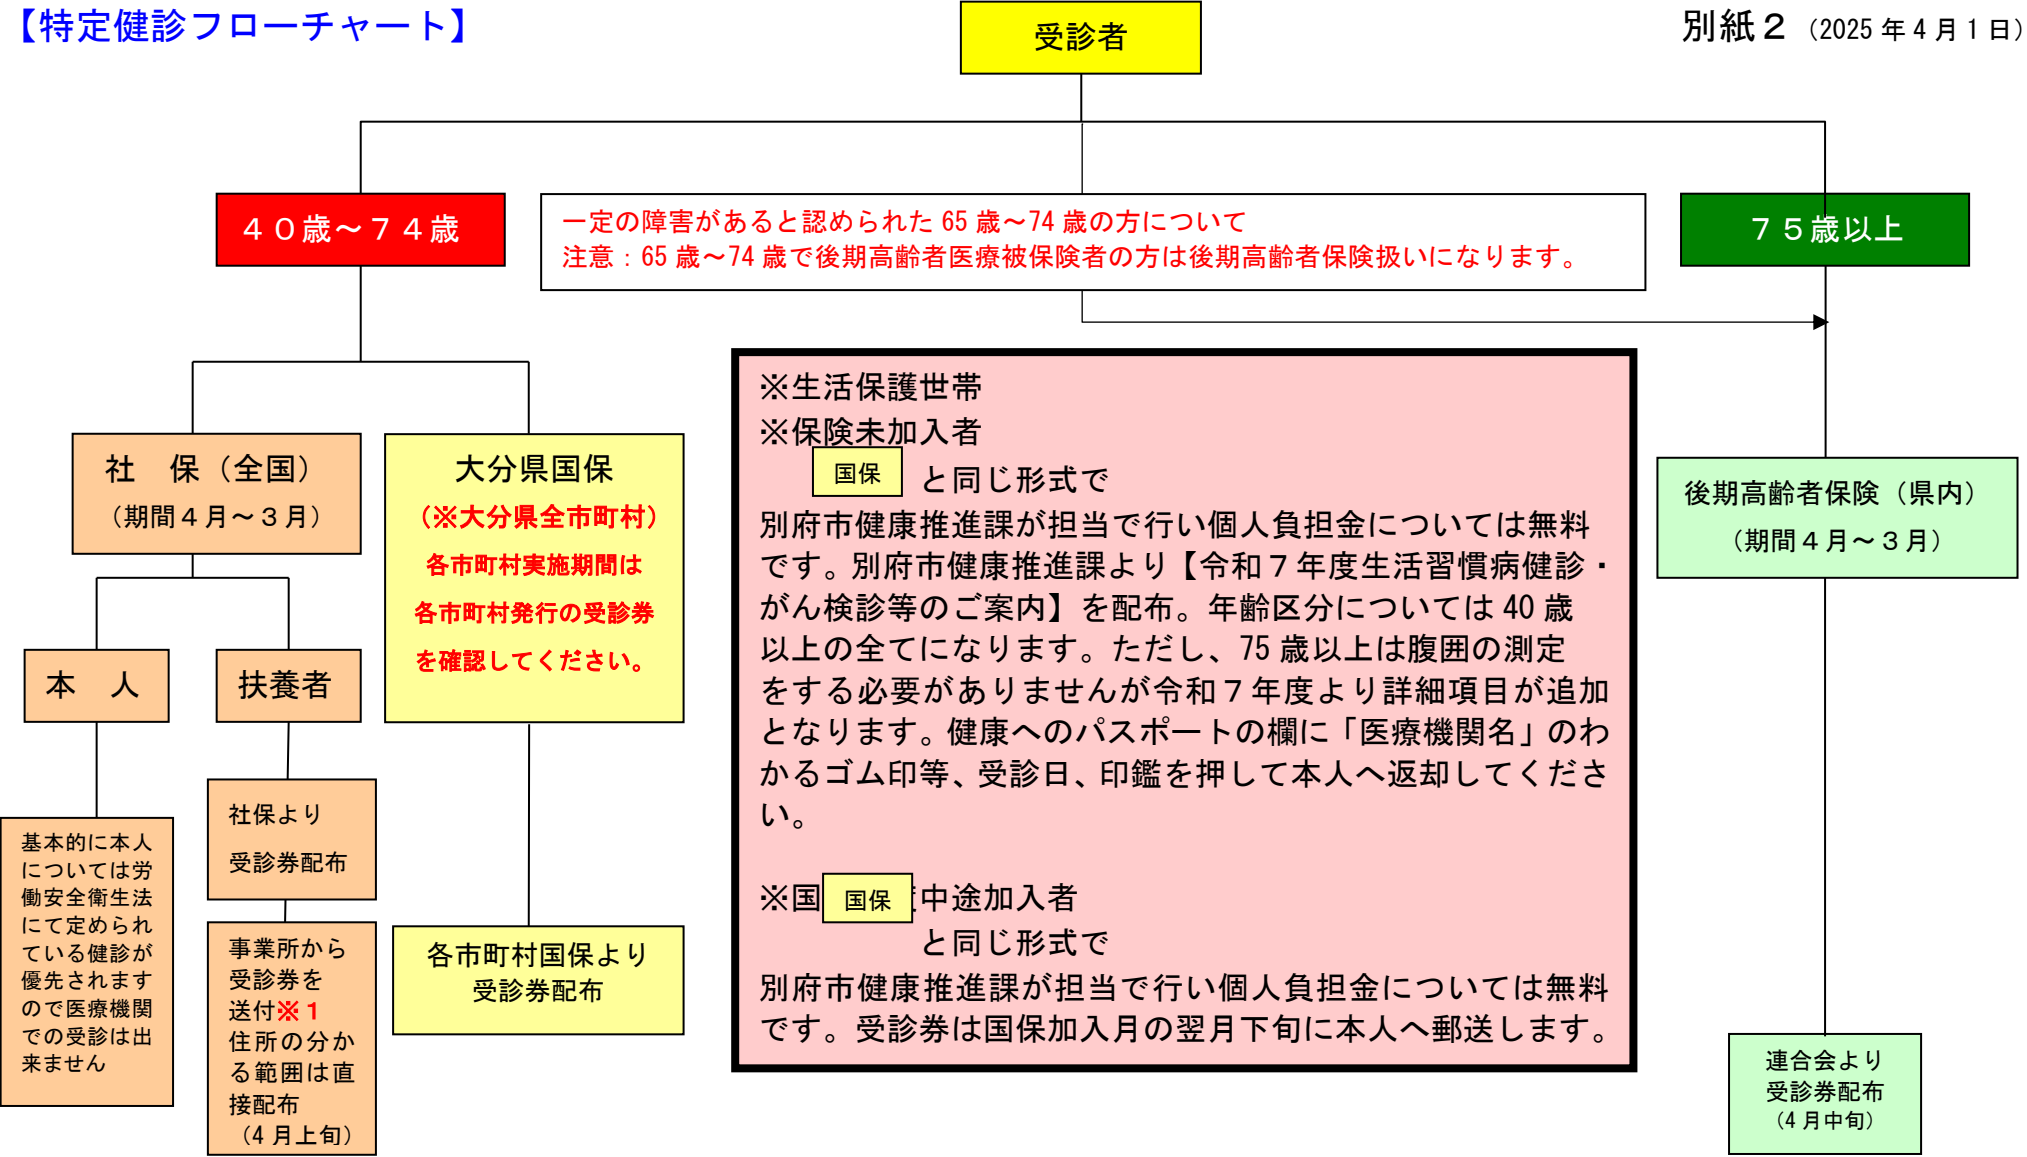 【特定健診フローチャート】
受診者
別紙２（2025年4月1日）
４０歳～７４歳
一定の障害があると認められた65歳～74歳の方について
注意：65歳～74歳で後期高齢者医療被保険者の方は後期高齢者保険扱いになります。
７５歳以上
社　保（全国）
（期間４月～３月）
大分県国保
（※大分県全市町村）
各市町村実施期間は
各市町村発行の受診券
を確認してください。
本　人
扶養者
基本的に本人
については労
働安全衛生法
にて定められ
ている健診が
優先されます
ので医療機関
での受診は出
来ません
社保より
受診券配布
事業所から
受診券を
送付※１
住所の分か
る範囲は直
接配布
（4月上旬）
各市町村国保より
受診券配布
※生活保護世帯
※保険未加入者
国保 と同じ形式で
別府市健康推進課が担当で行い個人負担金については無料
です。別府市健康推進課より【令和７年度生活習慣病健診・
がん検診等のご案内】を配布。年齢区分については40歳
以上の全てになります。ただし、75歳以上は腹囲の測定
をする必要がありませんが令和７年度より詳細項目が追加
となります。健康へのパスポートの欄に「医療機関名」のわ
かるゴム印等、受診日、印鑑を押して本人へ返却してくださ
い。
※国 国保 中途加入者
と同じ形式で
別府市健康推進課が担当で行い個人負担金については無料
です。受診券は国保加入月の翌月下旬に本人へ郵送します。
後期高齢者保険（県内）
（期間４月～３月）
連合会より
受診券配布
（4月中旬）